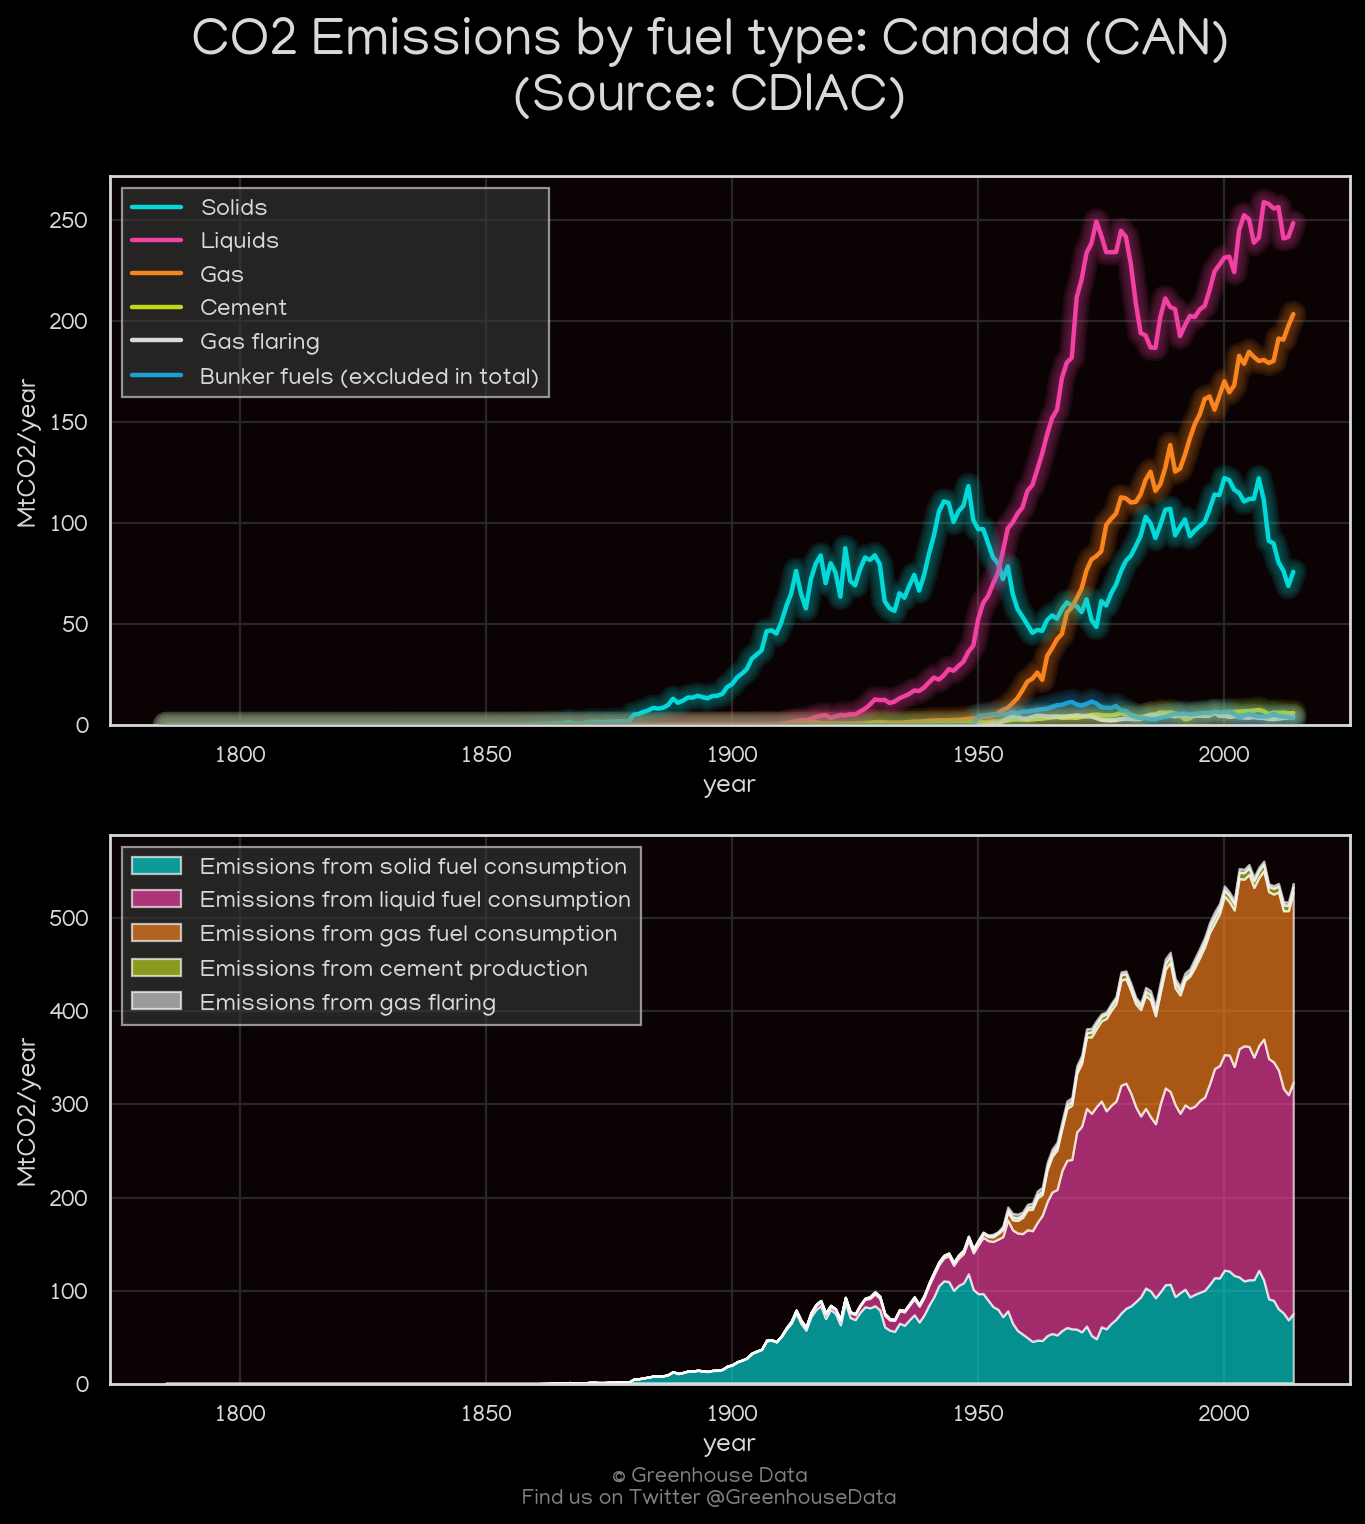 CO2 Emissions by fuel type: Canada (CAN)
(Source: CDIAC)
MtCO2/year
250
200
150
100
50
0
Solids
Liquids
Gas
Cement
Gas flaring
Bunker fuels (excluded in total)
1800 1850 1900 1950 2000
year
MtCO2/year
500
400
300
200
100
0
Emissions from solid fuel consumption
Emissions from liquid fuel consumption
Emissions from gas fuel consumption
Emissions from cement production
Emissions from gas flaring
1800 1850 1900 1950 2000
year
© Greenhouse Data
Find us on Twitter @GreenhouseData